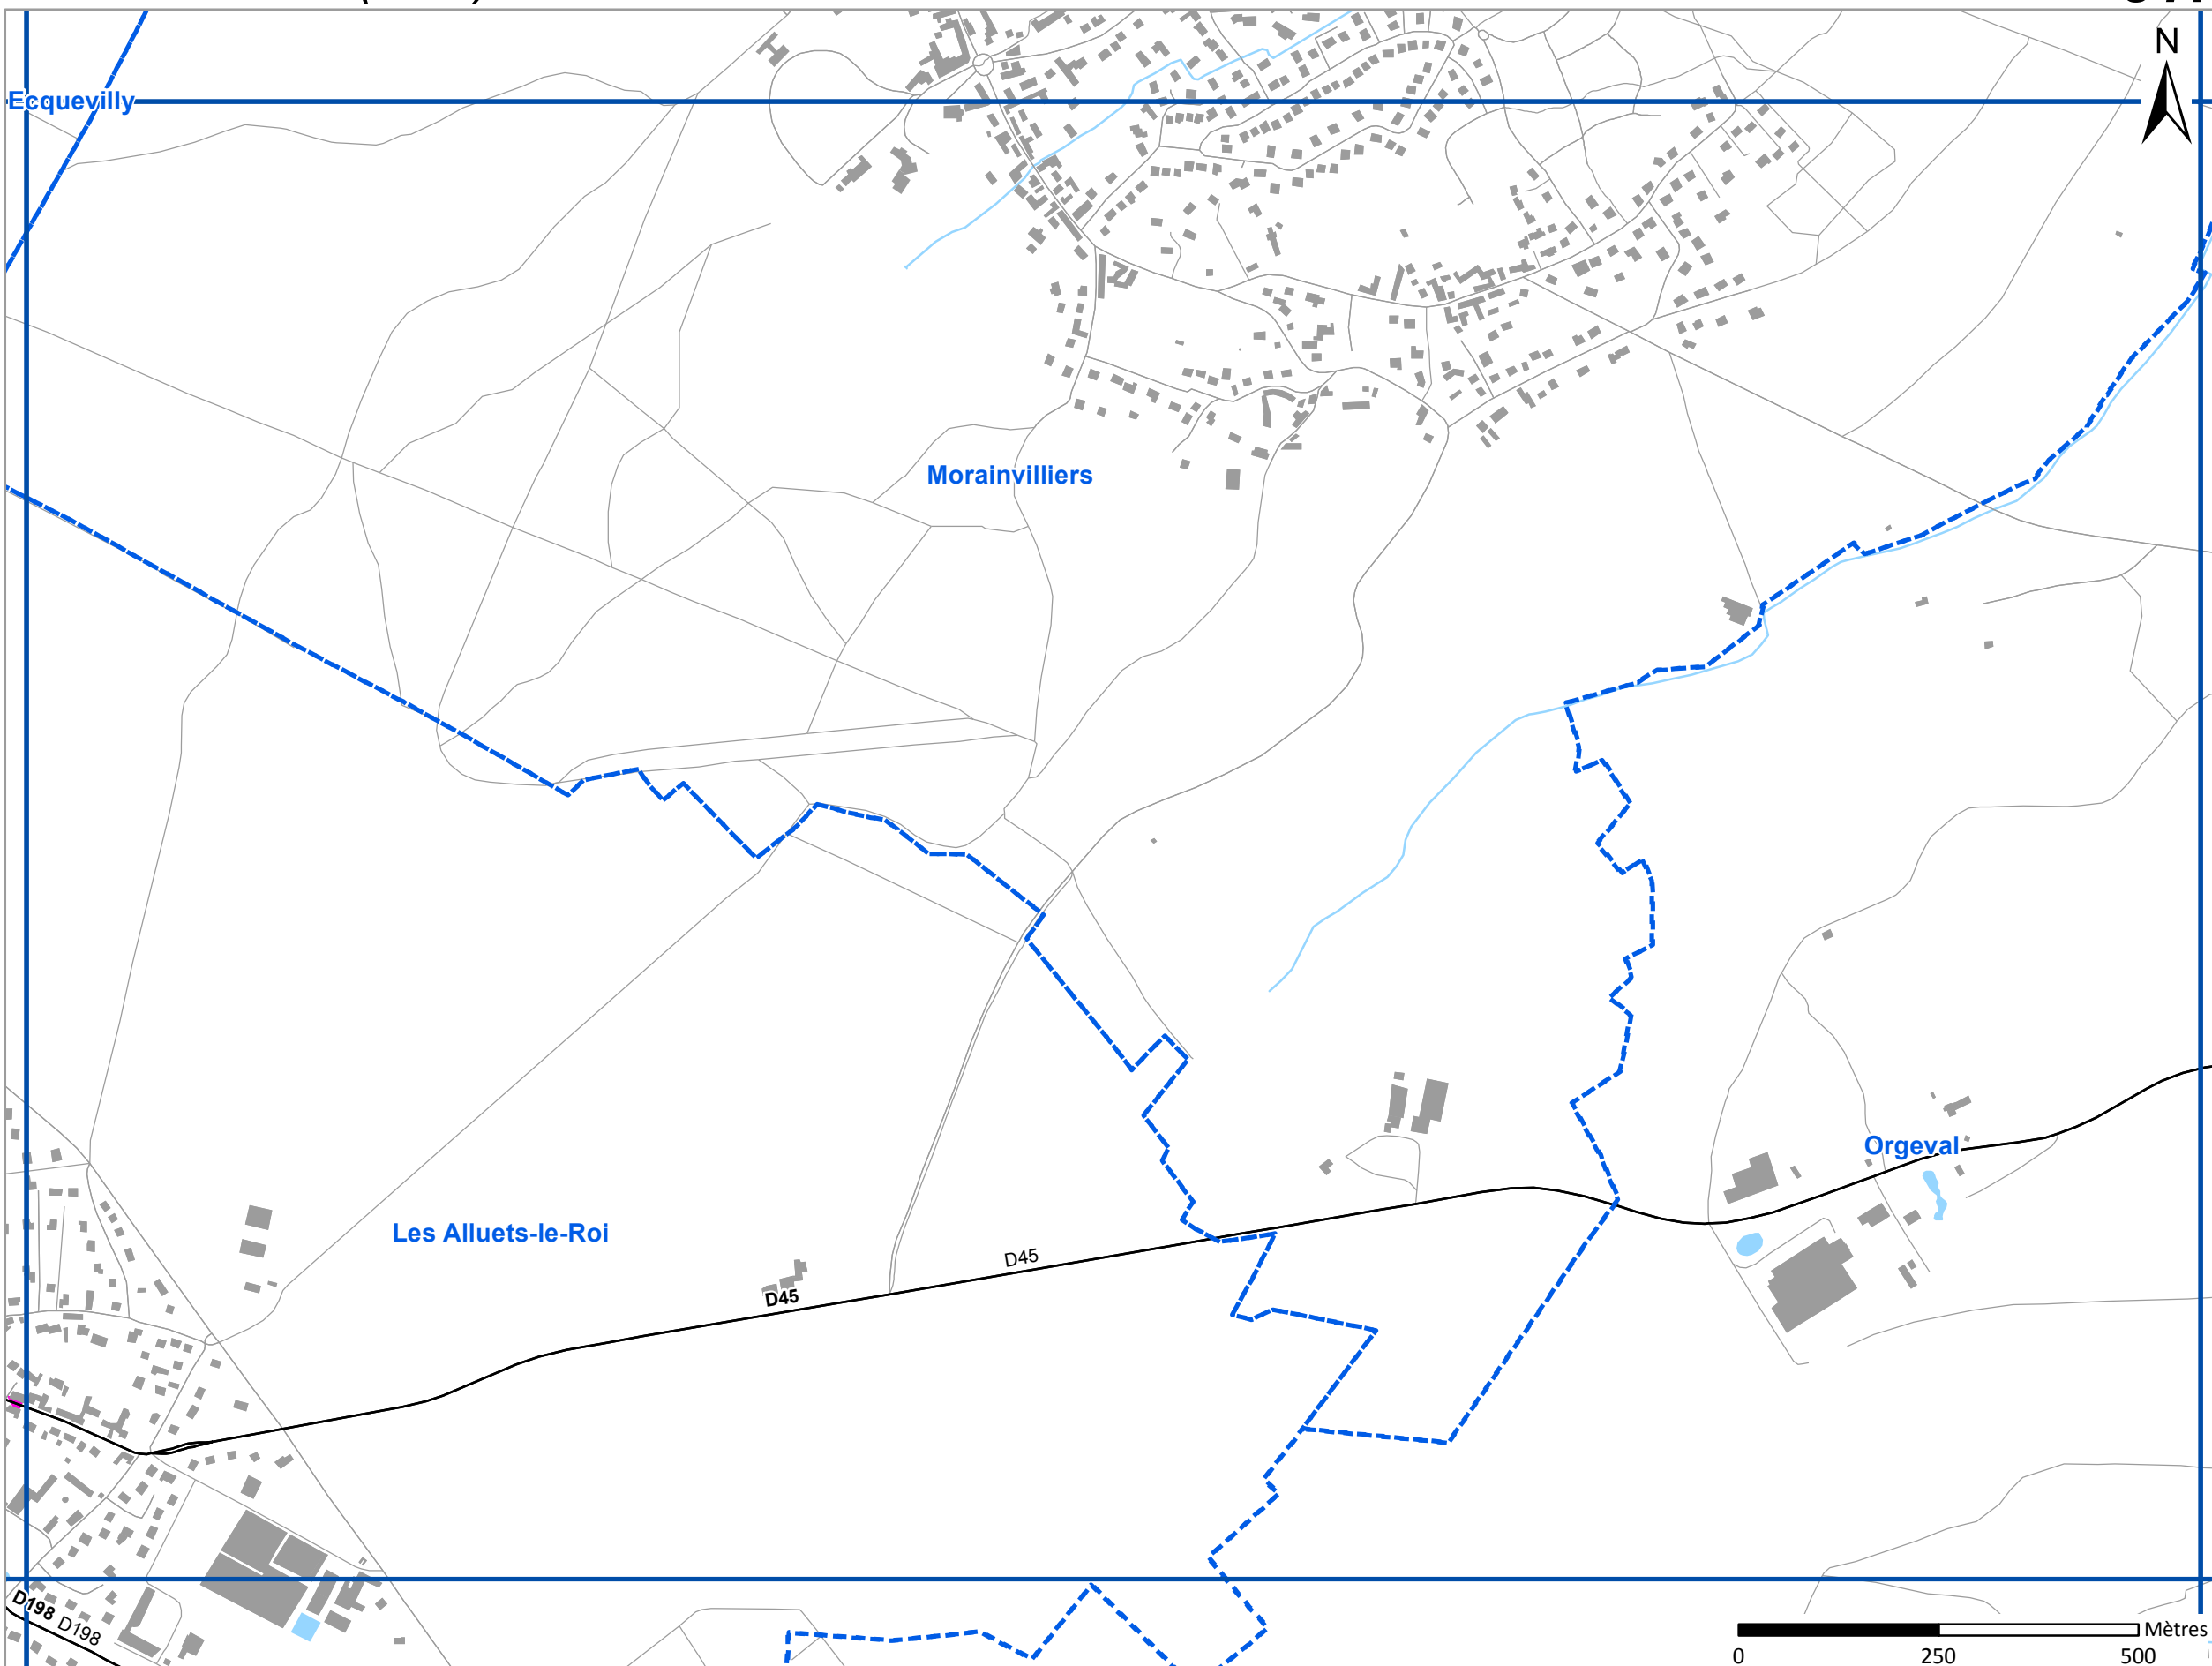 N
Ecquevilly
Morainvilliers
Orgeval
Les Alluets-le-Roi
D45
D45
D198
D198
Mètres
0 250 500